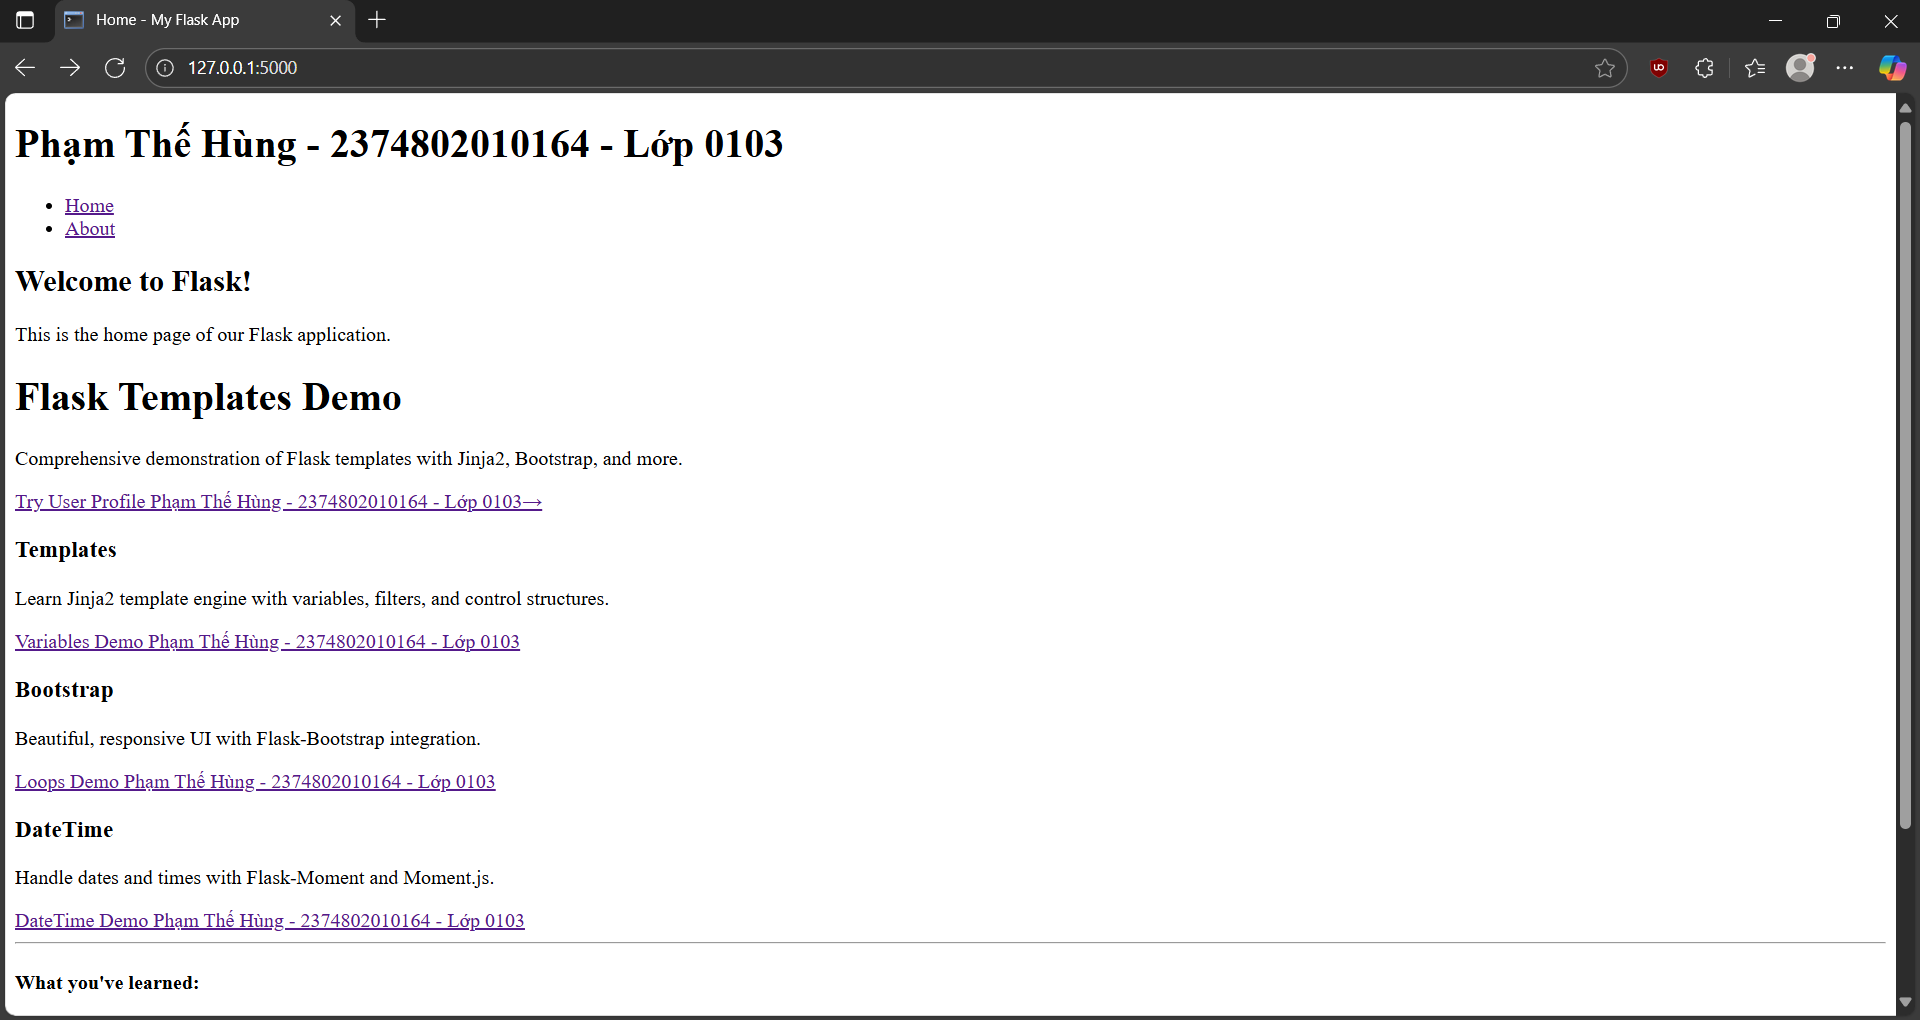 Home - My Flask App
127.0.0.1:5000
Phạm Thế Hùng - 2374802010164 - Lớp 0103
Home
About
Welcome to Flask!
This is the home page of our Flask application.
Flask Templates Demo
Comprehensive demonstration of Flask templates with Jinja2, Bootstrap, and more.
Try User Profile Phạm Thế Hùng - 2374802010164 - Lớp 0103→
Templates
Learn Jinja2 template engine with variables, filters, and control structures.
Variables Demo Phạm Thế Hùng - 2374802010164 - Lớp 0103
Bootstrap
Beautiful, responsive UI with Flask-Bootstrap integration.
Loops Demo Phạm Thế Hùng - 2374802010164 - Lớp 0103
DateTime
Handle dates and times with Flask-Moment and Moment.js.
DateTime Demo Phạm Thế Hùng - 2374802010164 - Lớp 0103
What you've learned: